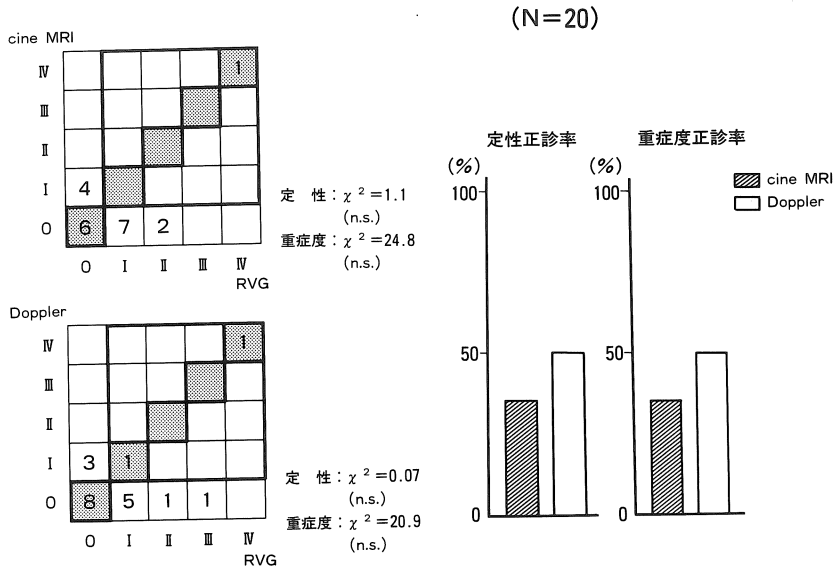 (N=20)
cine MRI
Ⅳ 1
Ⅲ
Ⅱ
Ⅰ 4
0 6 7 2
0 Ⅰ Ⅱ Ⅲ Ⅳ
RVG
定 性：χ²＝1.1
(n.s.)
重症度：χ²＝24.8
(n.s.)
Doppler
Ⅳ 1
Ⅲ
Ⅱ
Ⅰ 3 1
0 8 5 1 1
0 Ⅰ Ⅱ Ⅲ Ⅳ
RVG
定 性：χ²＝0.07
(n.s.)
重症度：χ²＝20.9
(n.s.)
定性正診率
(%)
100
50
0
重症度正診率
(%)
100
50
0
cine MRI
Doppler